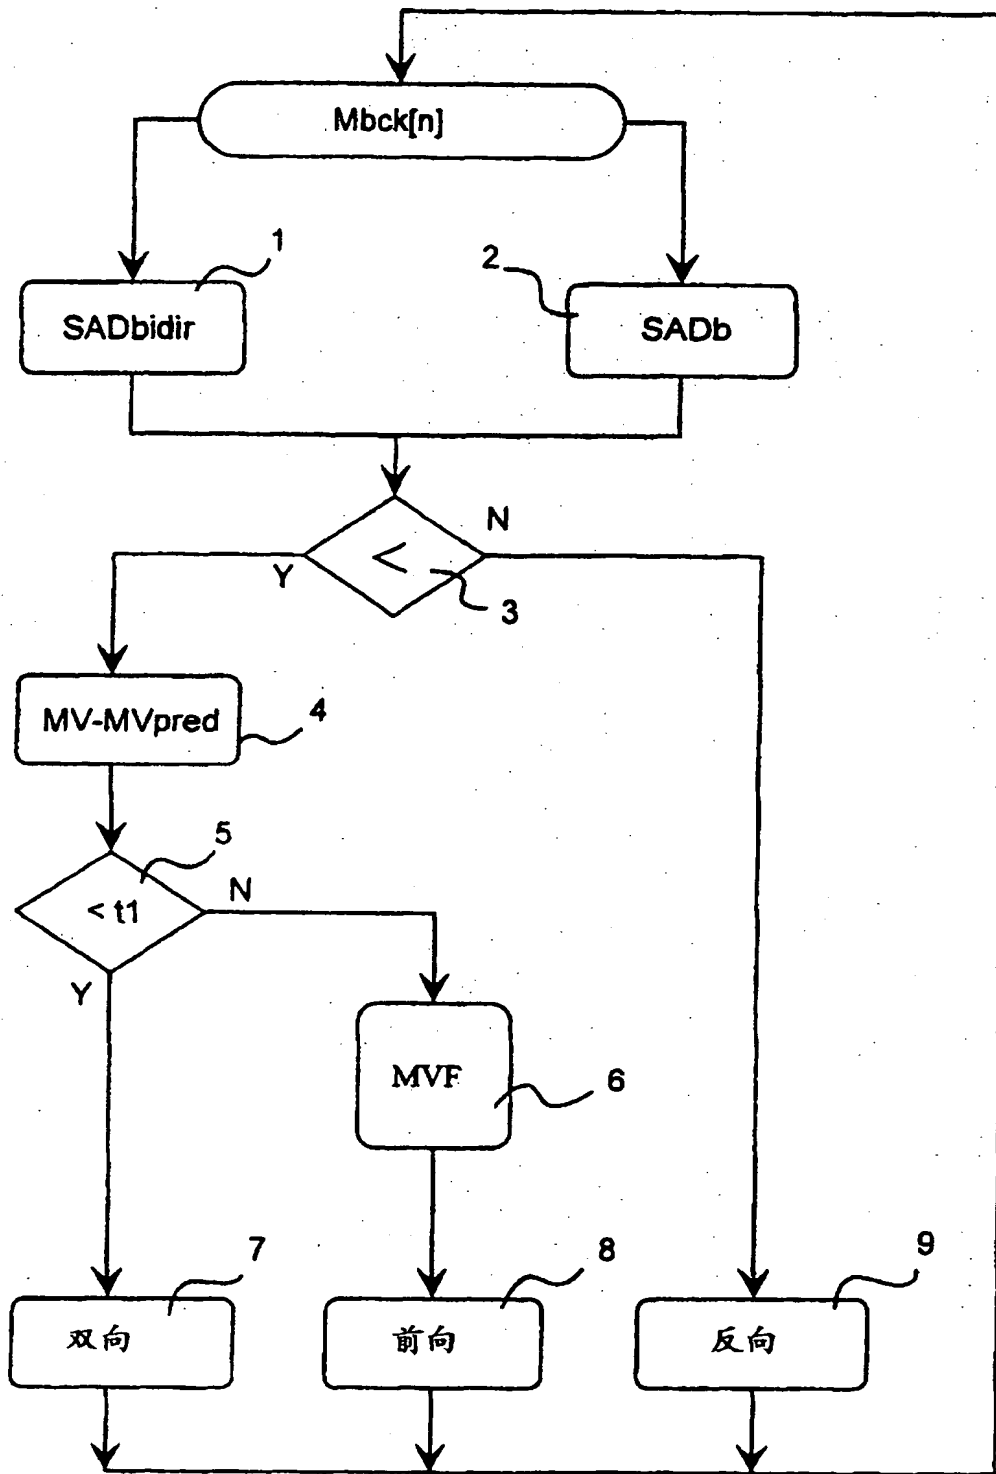 Mbck[n]
1
SADbidir
2
SADb
<
N
Y
3
MV-MVpred
4
5
< t1
N
Y
MVF
6
7
双向
8
前向
9
反向